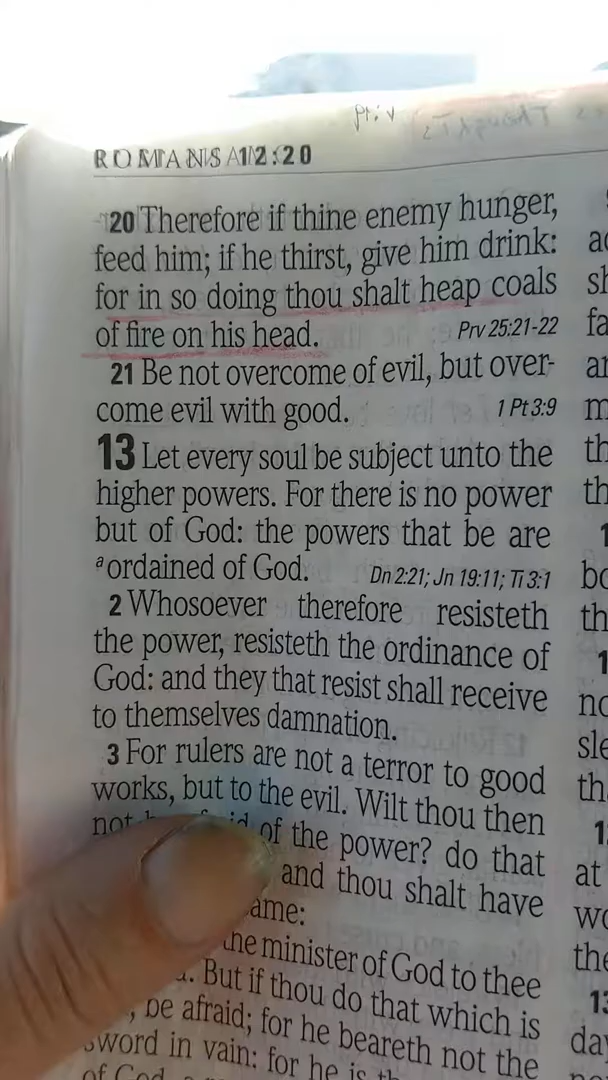 ROMANS 12:20
20 Therefore if thine enemy hunger,
feed him; if he thirst, give him drink:
for in so doing thou shalt heap coals
of fire on his head. Prv 25:21-22
21 Be not overcome of evil, but over-
come evil with good. 1 Pt 3:9
13 Let every soul be subject unto the
higher powers. For there is no power
but of God: the powers that be are
a ordained of God. Dn 2:21; Jn 19:11; Ti 3:1
2 Whosoever therefore resisteth
the power, resisteth the ordinance of
God: and they that resist shall receive
to themselves damnation.
3 For rulers are not a terror to good
works, but to the evil. Wilt thou then
not of the power? do that
and thou shalt have
the minister of God to thee
But if thou do that which is
be afraid; for he beareth not the
sword in vain: for he is
of God